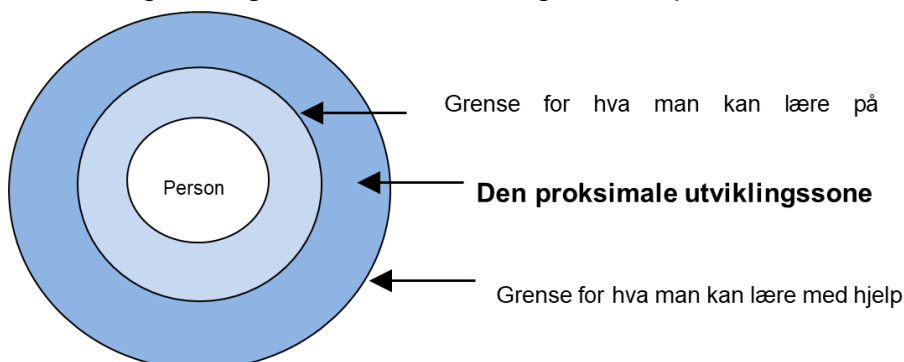 Grense for hva man kan lære på
Person
Den proksimale utviklingssone
Grense for hva man kan lære med hjelp